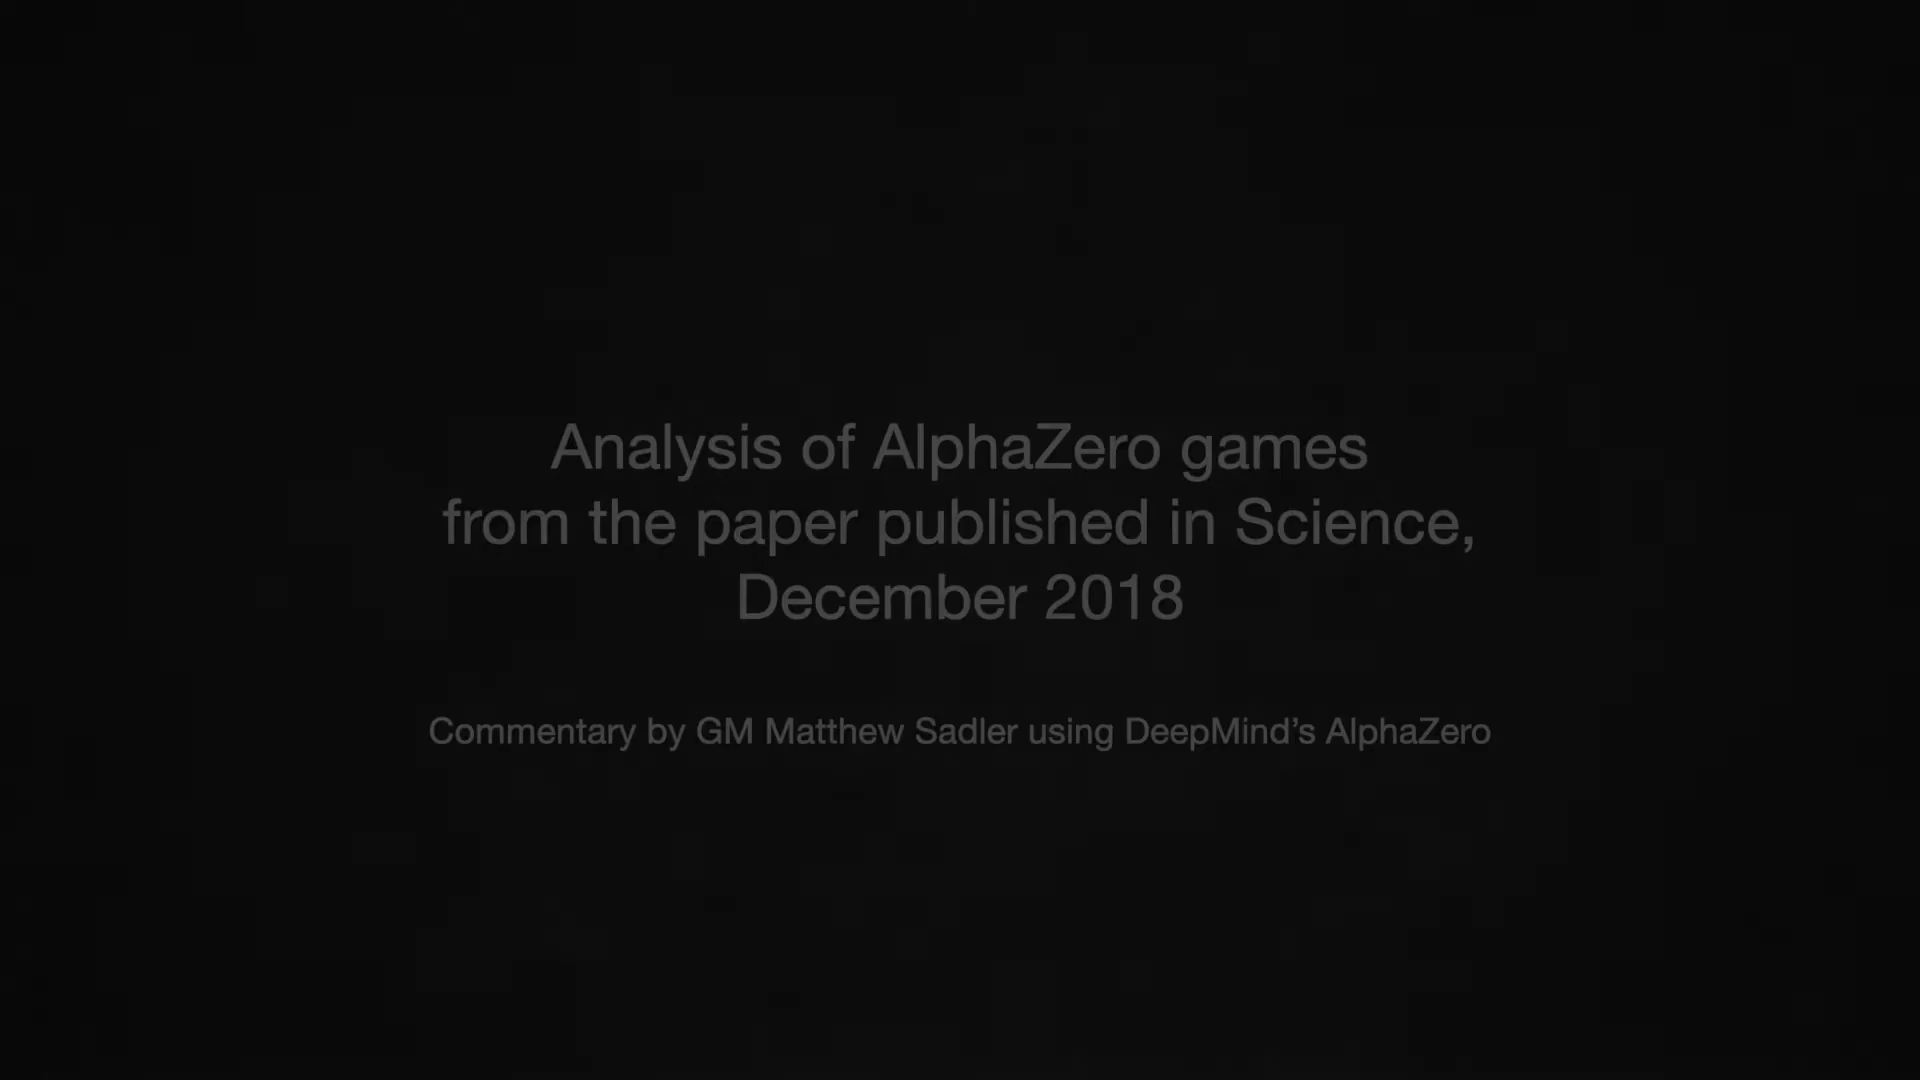 Analysis of AlphaZero games
from the paper published in Science,
December 2018
Commentary by GM Matthew Sadler using DeepMind’s AlphaZero